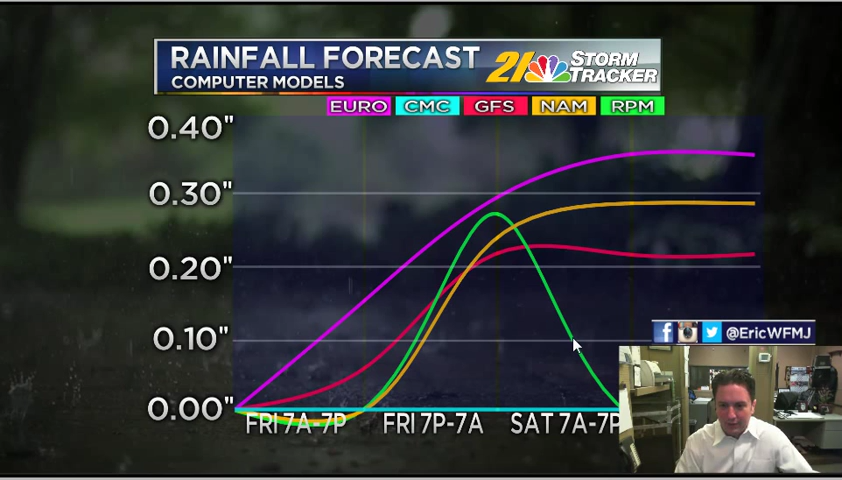 RAINFALL FORECAST
COMPUTER MODELS
21 STORM
TRACKER
EURO CMC GFS NAM RPM
0.40"
0.30"
0.20"
0.10"
0.00"
FRI 7A-7P FRI 7P-7A SAT 7A-7P
f @EricWFMJ